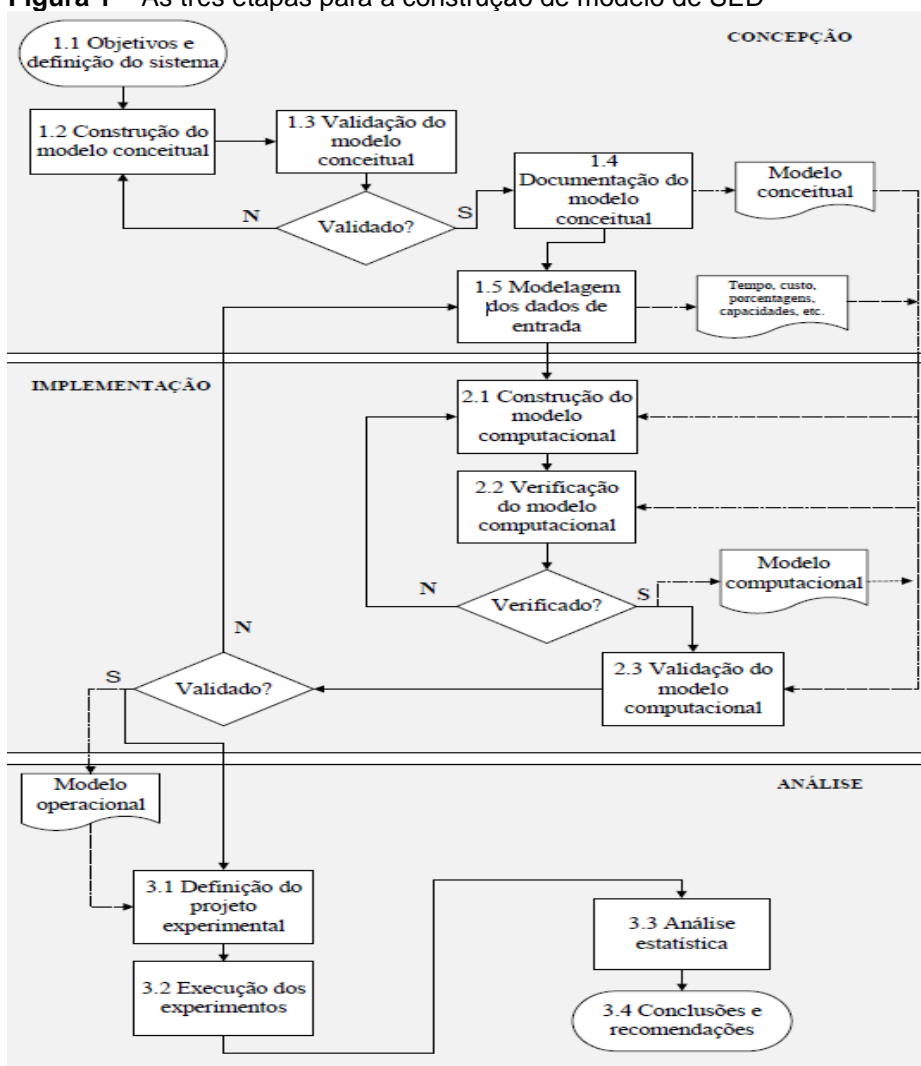 Figura 1 – As três etapas para a construção de modelo de SED
CONCEPÇÃO
1.1 Objetivos e
definição do sistema
1.2 Construção do
modelo conceitual
1.3 Validação do
modelo
conceitual
Validado?
N
S
1.4
Documentação do
modelo
conceitual
Modelo
conceitual
1.5 Modelagem
dos dados de
entrada
Tempo, custo,
porcentagens,
capacidades, etc.
IMPLEMENTAÇÃO
2.1 Construção do
modelo
computacional
2.2 Verificação
do modelo
computacional
Verificado?
N
S
Modelo
computacional
2.3 Validação do
modelo
computacional
Validado?
N
S
ANÁLISE
Modelo
operacional
3.1 Definição do
projeto
experimental
3.2 Execução dos
experimentos
3.3 Análise
estatística
3.4 Conclusões e
recomendações